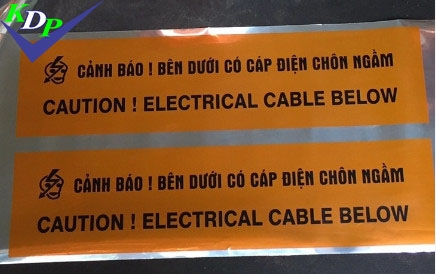 KDP
CẢNH BÁO ! BÊN DƯỚI CÓ CÁP ĐIỆN CHÔN NGẦM
CAUTION ! ELECTRICAL CABLE BELOW
CẢNH BÁO ! BÊN DƯỚI CÓ CÁP ĐIỆN CHÔN NGẦM
CAUTION ! ELECTRICAL CABLE BELOW